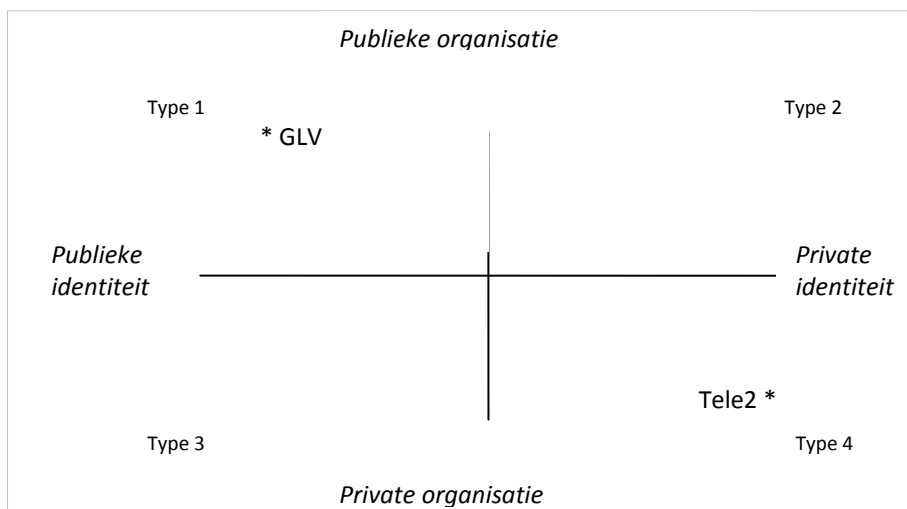 Publieke organisatie
Type 1
Type 2
* GLV
Publieke
identiteit
Private
identiteit
Tele2 *
Type 3
Type 4
Private organisatie